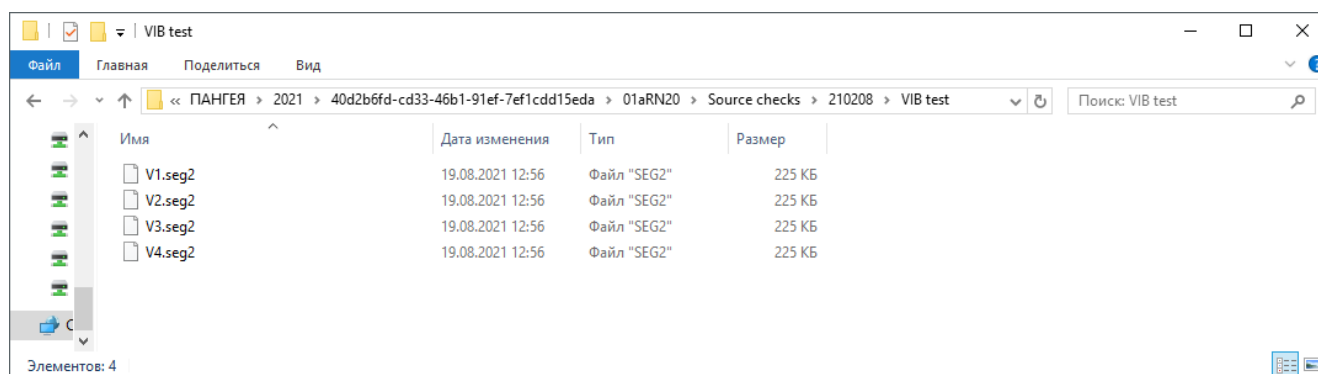 VIB test
Файл Главная Поделиться Вид
« ПАНГЕЯ > 2021 > 40d2b6fd-cd33-46b1-91ef-7ef1cdd15eda > 01aRN20 > Source checks > 210208 > VIB test Поиск: VIB test
Имя Дата изменения Тип Размер
V1.seg2 19.08.2021 12:56 Файл "SEG2" 225 КБ
V2.seg2 19.08.2021 12:56 Файл "SEG2" 225 КБ
V3.seg2 19.08.2021 12:56 Файл "SEG2" 225 КБ
V4.seg2 19.08.2021 12:56 Файл "SEG2" 225 КБ
Элементов: 4